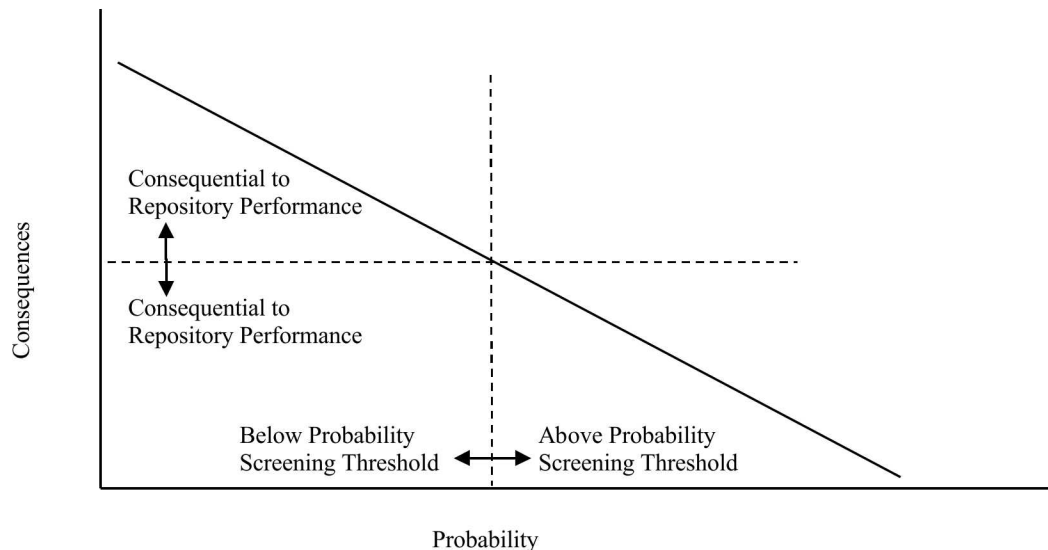 Consequential to
Repository Performance
Consequences
Consequential to
Repository Performance
Below Probability
Screening Threshold
Above Probability
Screening Threshold
Probability